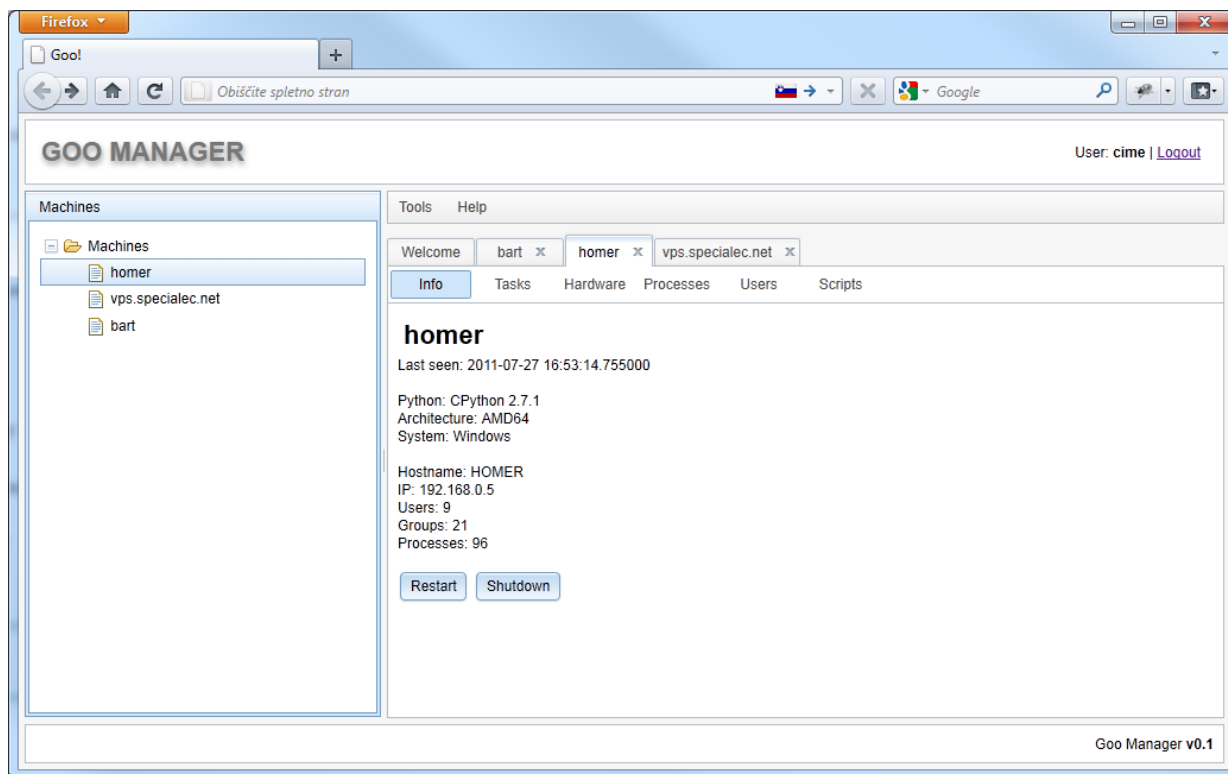 Firefox
Goo!
Obiščite spletno stran
Google
GOO MANAGER
User: cime | Logout
Machines
Machines
homer
vps.specialec.net
bart
Tools Help
Welcome bart homer vps.specialec.net
Info Tasks Hardware Processes Users Scripts
homer
Last seen: 2011-07-27 16:53:14.755000
Python: CPython 2.7.1
Architecture: AMD64
System: Windows
Hostname: HOMER
IP: 192.168.0.5
Users: 9
Groups: 21
Processes: 96
Restart Shutdown
Goo Manager v0.1